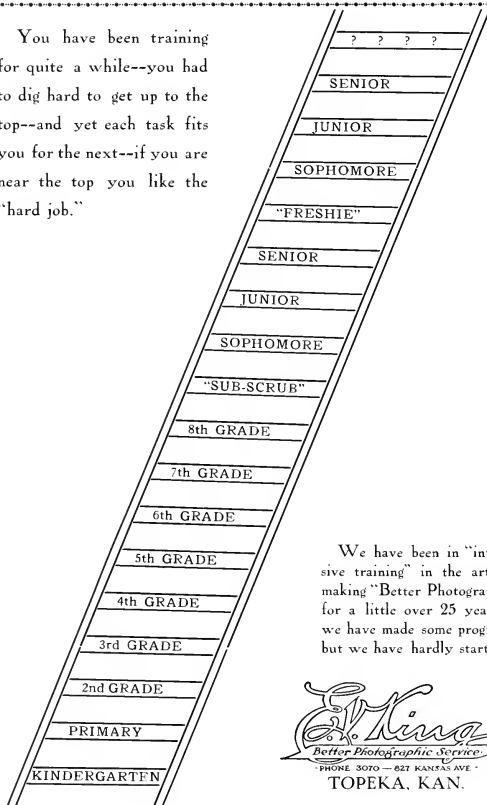 You have been training
for quite a while--you had
to dig hard to get up to the
top--and yet each task fits
you for the next--if you are
near the top you like the
"hard job."
? ? ? ?
SENIOR
JUNIOR
SOPHOMORE
"FRESHIE"
SENIOR
JUNIOR
SOPHOMORE
"SUB-SCRUB"
8th GRADE
7th GRADE
6th GRADE
5th GRADE
4th GRADE
3rd GRADE
2nd GRADE
PRIMARY
KINDERGARTEN
We have been in "in
sive training" in the art
making "Better Photogra
for a little over 25 yea
we have made some prog
but we have hardly start
King
Better Photographic Service
PHONE 3070 — 827 KANSAS AVE
TOPEKA, KAN.